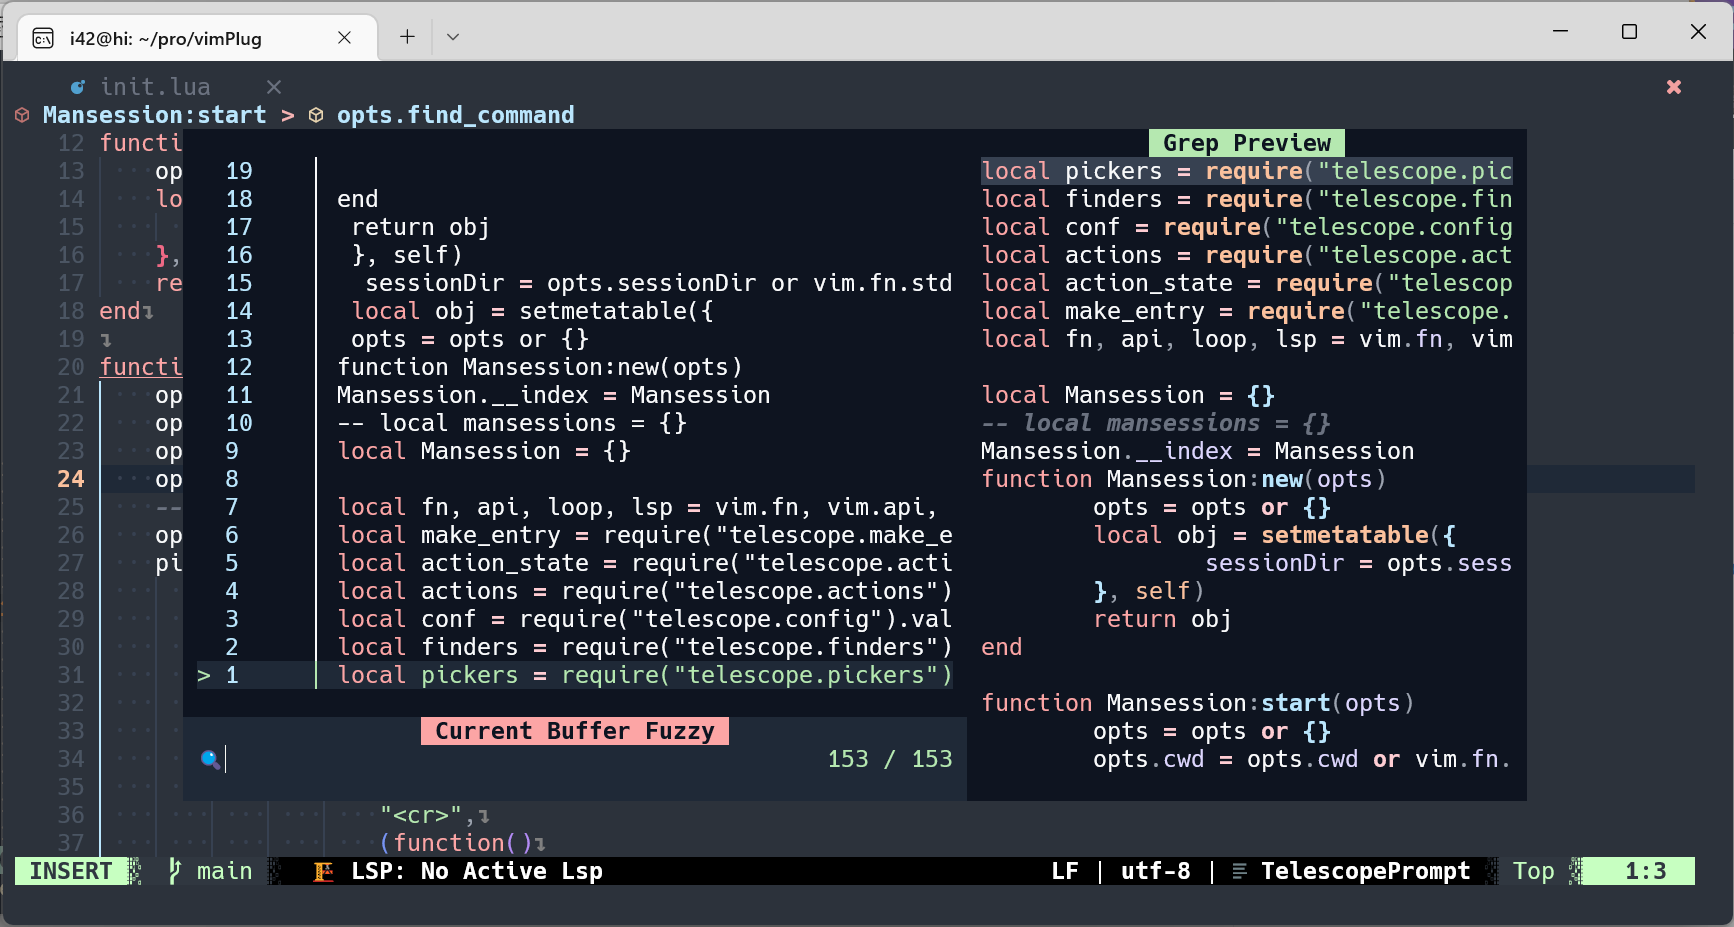 i42@hi: ~/pro/vimPlug
init.lua
Mansession:start > opts.find_command
12 functi
13 op
14 lo
15
16 },
17 re
18 end
19
20 functi
21 op
22 op
23 op
24 op
25 --
26 op
27 pi
28
29
30
31
32
33
34
35
36 "<cr>",
37 (function()
19
18 end
17 return obj
16 }, self)
15 sessionDir = opts.sessionDir or vim.fn.std
14 local obj = setmetatable({
13 opts = opts or {}
12 function Mansession:new(opts)
11 Mansession.__index = Mansession
10 -- local mansessions = {}
9 local Mansession = {}
8
7 local fn, api, loop, lsp = vim.fn, vim.api,
6 local make_entry = require("telescope.make_e
5 local action_state = require("telescope.acti
4 local actions = require("telescope.actions")
3 local conf = require("telescope.config").val
2 local finders = require("telescope.finders")
> 1 local pickers = require("telescope.pickers")
Current Buffer Fuzzy
153 / 153
Grep Preview
local pickers = require("telescope.pic
local finders = require("telescope.fin
local conf = require("telescope.config
local actions = require("telescope.act
local action_state = require("telescop
local make_entry = require("telescope.
local fn, api, loop, lsp = vim.fn, vim
local Mansession = {}
-- local mansessions = {}
Mansession.__index = Mansession
function Mansession:new(opts)
opts = opts or {}
local obj = setmetatable({
sessionDir = opts.sess
}, self)
return obj
end
function Mansession:start(opts)
opts = opts or {}
opts.cwd = opts.cwd or vim.fn.
INSERT main LSP: No Active Lsp LF | utf-8 | TelescopePrompt Top 1:3